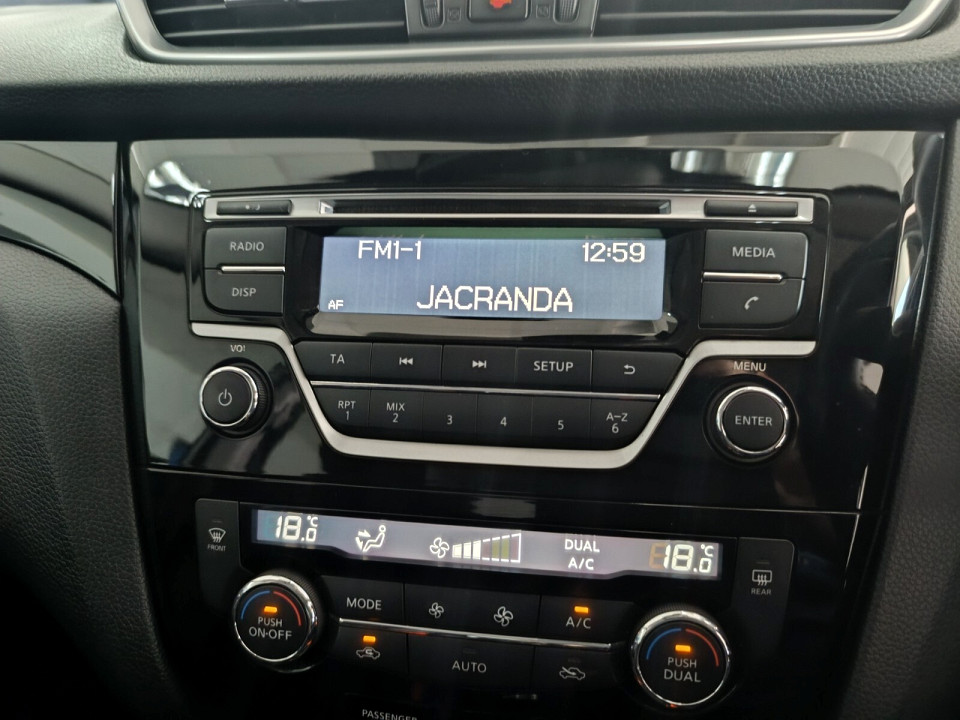 RADIO
FM1-1 12:59
MEDIA
DISP
AF JACRANDA
VOL
TA SETUP
MENU
RPT MIX A-Z
1 2 3 4 5 6
ENTER
18.0°C DUAL 18.0°C
A/C
FRONT
REAR
PUSH
ON·OFF
MODE A/C
AUTO
PUSH
DUAL
PASSENGER